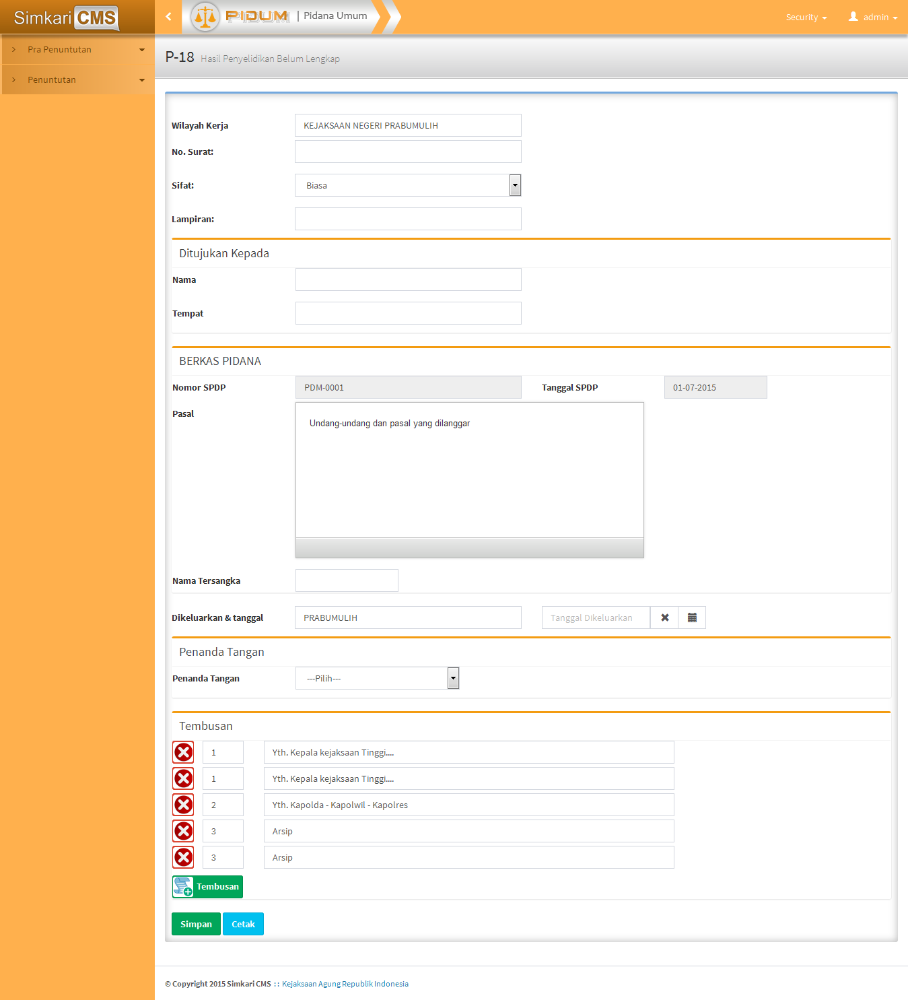 Simkari CMS
PIDUM | Pidana Umum
Security
admin
Pra Penuntutan
Penuntutan
P-18 Hasil Penyelidikan Belum Lengkap
Wilayah Kerja KEJAKSAAN NEGERI PRABUMULIH
No. Surat:
Sifat: Biasa
Lampiran:
Ditujukan Kepada
Nama
Tempat
BERKAS PIDANA
Nomor SPDP PDM-0001 Tanggal SPDP 01-07-2015
Pasal
Undang-undang dan pasal yang dilanggar
Nama Tersangka
Dikeluarkan & tanggal PRABUMULIH Tanggal Dikeluarkan
Penanda Tangan
Penanda Tangan ---Pilih---
Tembusan
1 Yth. Kepala kejaksaan Tinggi....
1 Yth. Kepala kejaksaan Tinggi....
2 Yth. Kapolda - Kapolwil - Kapolres
3 Arsip
3 Arsip
Tembusan
Simpan Cetak
© Copyright 2015 Simkari CMS :: Kejaksaan Agung Republik Indonesia